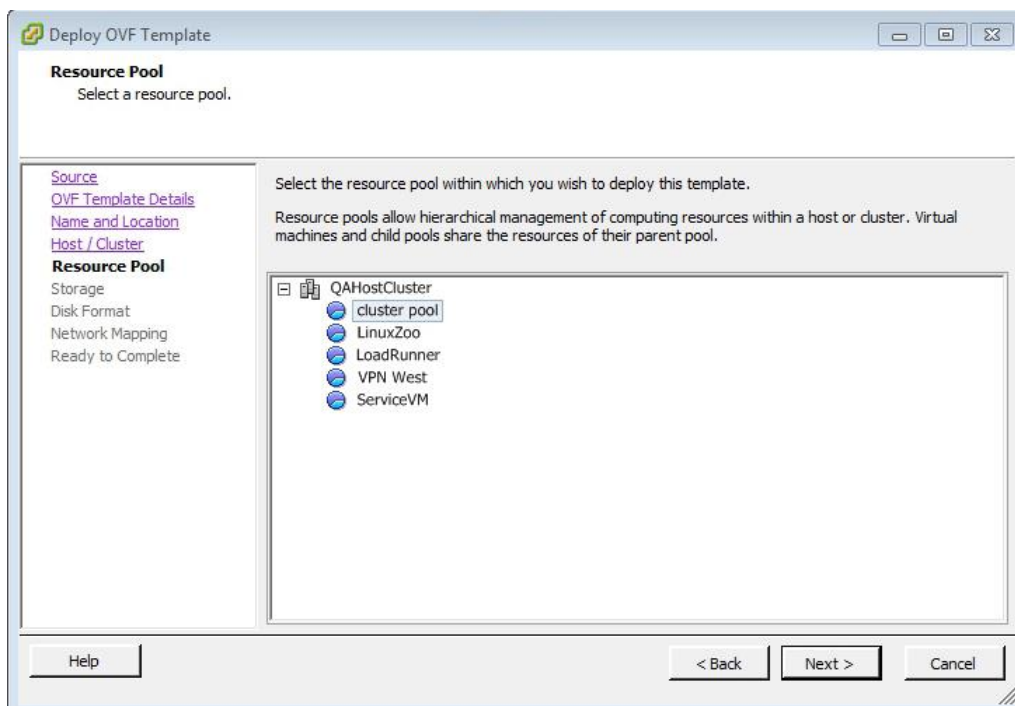 Deploy OVF Template
Resource Pool
Select a resource pool.
Source
OVF Template Details
Name and Location
Host / Cluster
Resource Pool
Storage
Disk Format
Network Mapping
Ready to Complete
Select the resource pool within which you wish to deploy this template.
Resource pools allow hierarchical management of computing resources within a host or cluster. Virtual
machines and child pools share the resources of their parent pool.
QAHostCluster
cluster pool
LinuxZoo
LoadRunner
VPN West
ServiceVM
Help
< Back
Next >
Cancel